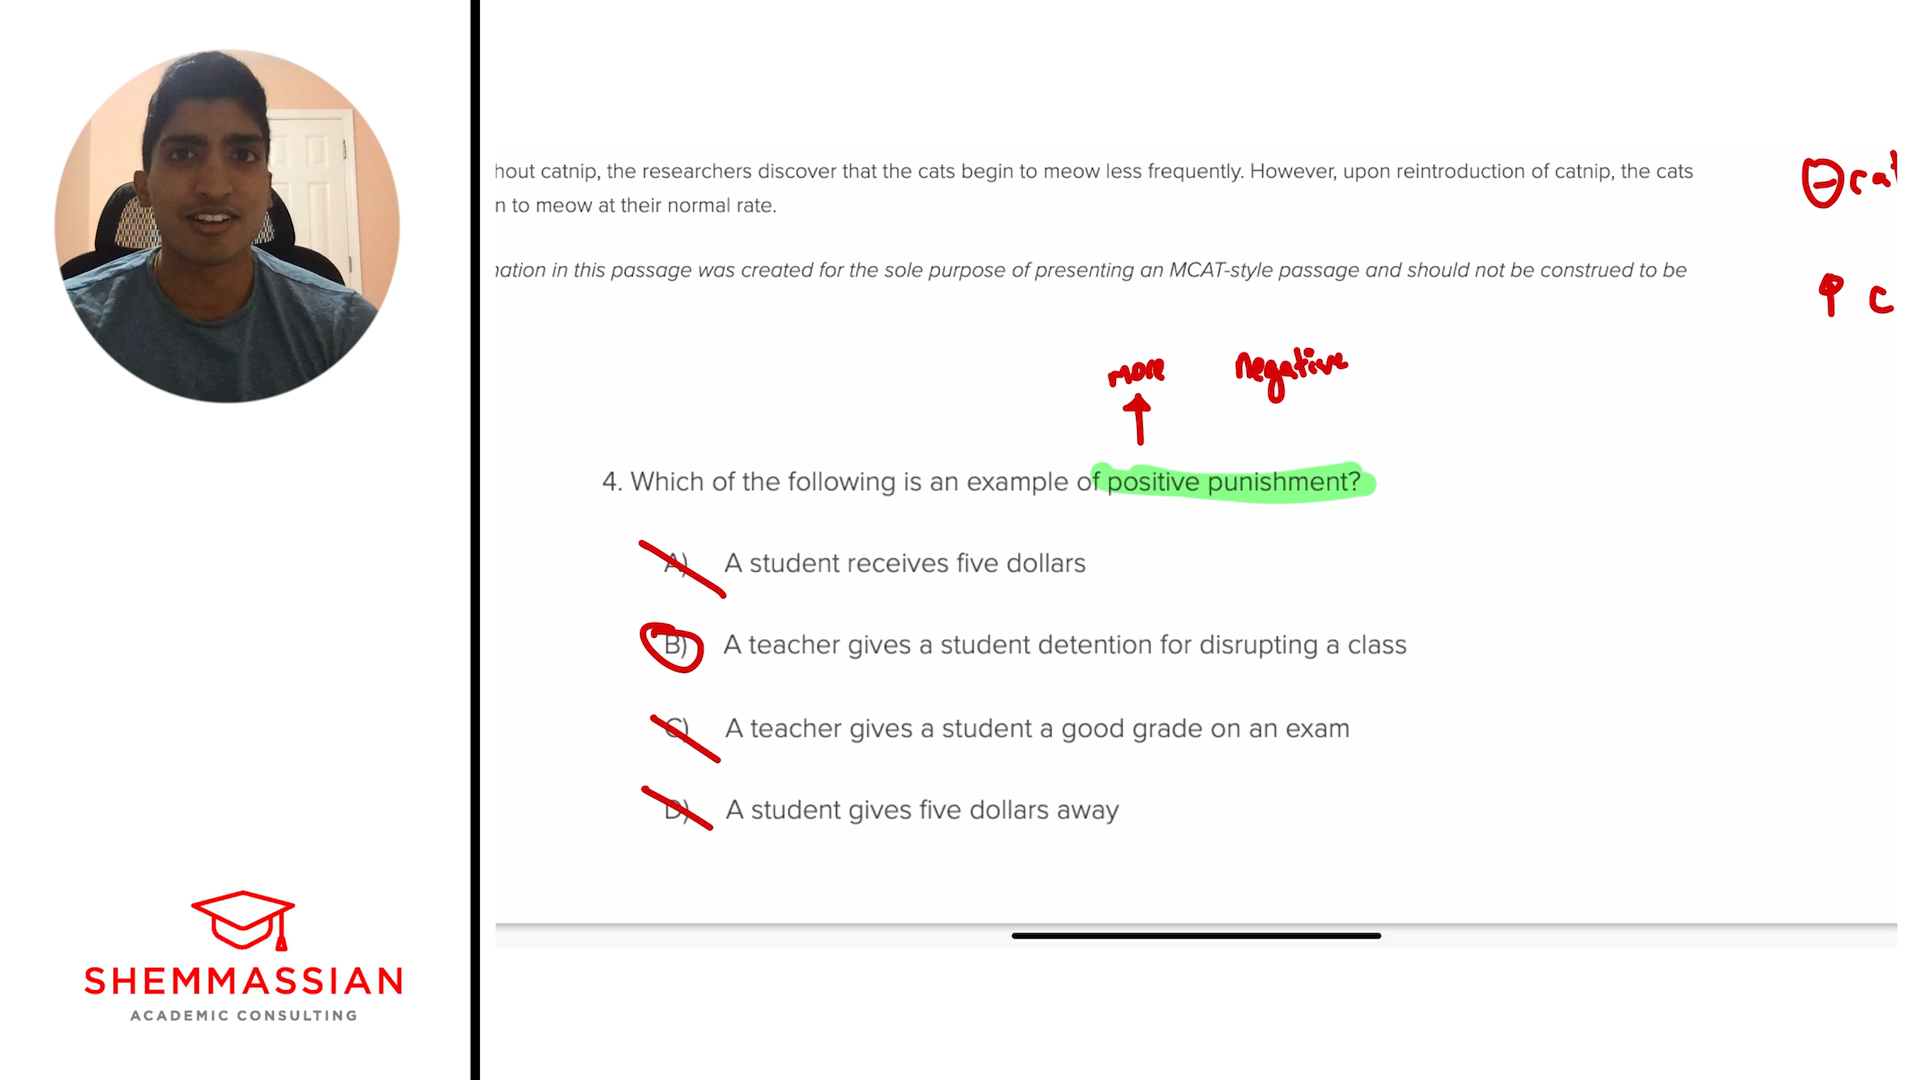 hout catnip, the researchers discover that the cats begin to meow less frequently. However, upon reintroduction of catnip, the cats
n to meow at their normal rate.
nation in this passage was created for the sole purpose of presenting an MCAT-style passage and should not be construed to be
more negative
4. Which of the following is an example of positive punishment?
A) A student receives five dollars
B) A teacher gives a student detention for disrupting a class
C) A teacher gives a student a good grade on an exam
D) A student gives five dollars away
SHEMMASSIAN
ACADEMIC CONSULTING